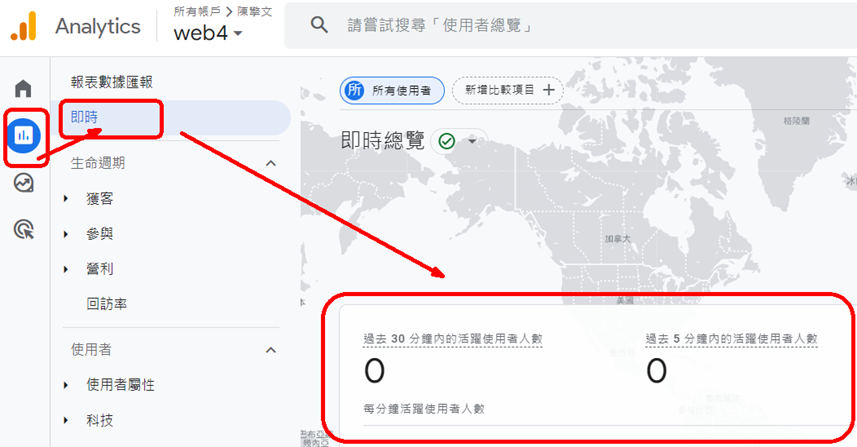 Analytics
所有帳戶 > 陳擎文
web4
請嘗試搜尋「使用者總覽」
報表數據匯報
即時
生命週期
獲客
參與
營利
回訪率
使用者
使用者屬性
科技
所 所有使用者
新增比較項目 +
即時總覽
格陵蘭
加拿大
美國
過去 30 分鐘內的活躍使用者人數
0
過去 5 分鐘內的活躍使用者人數
0
每分鐘活躍使用者人數